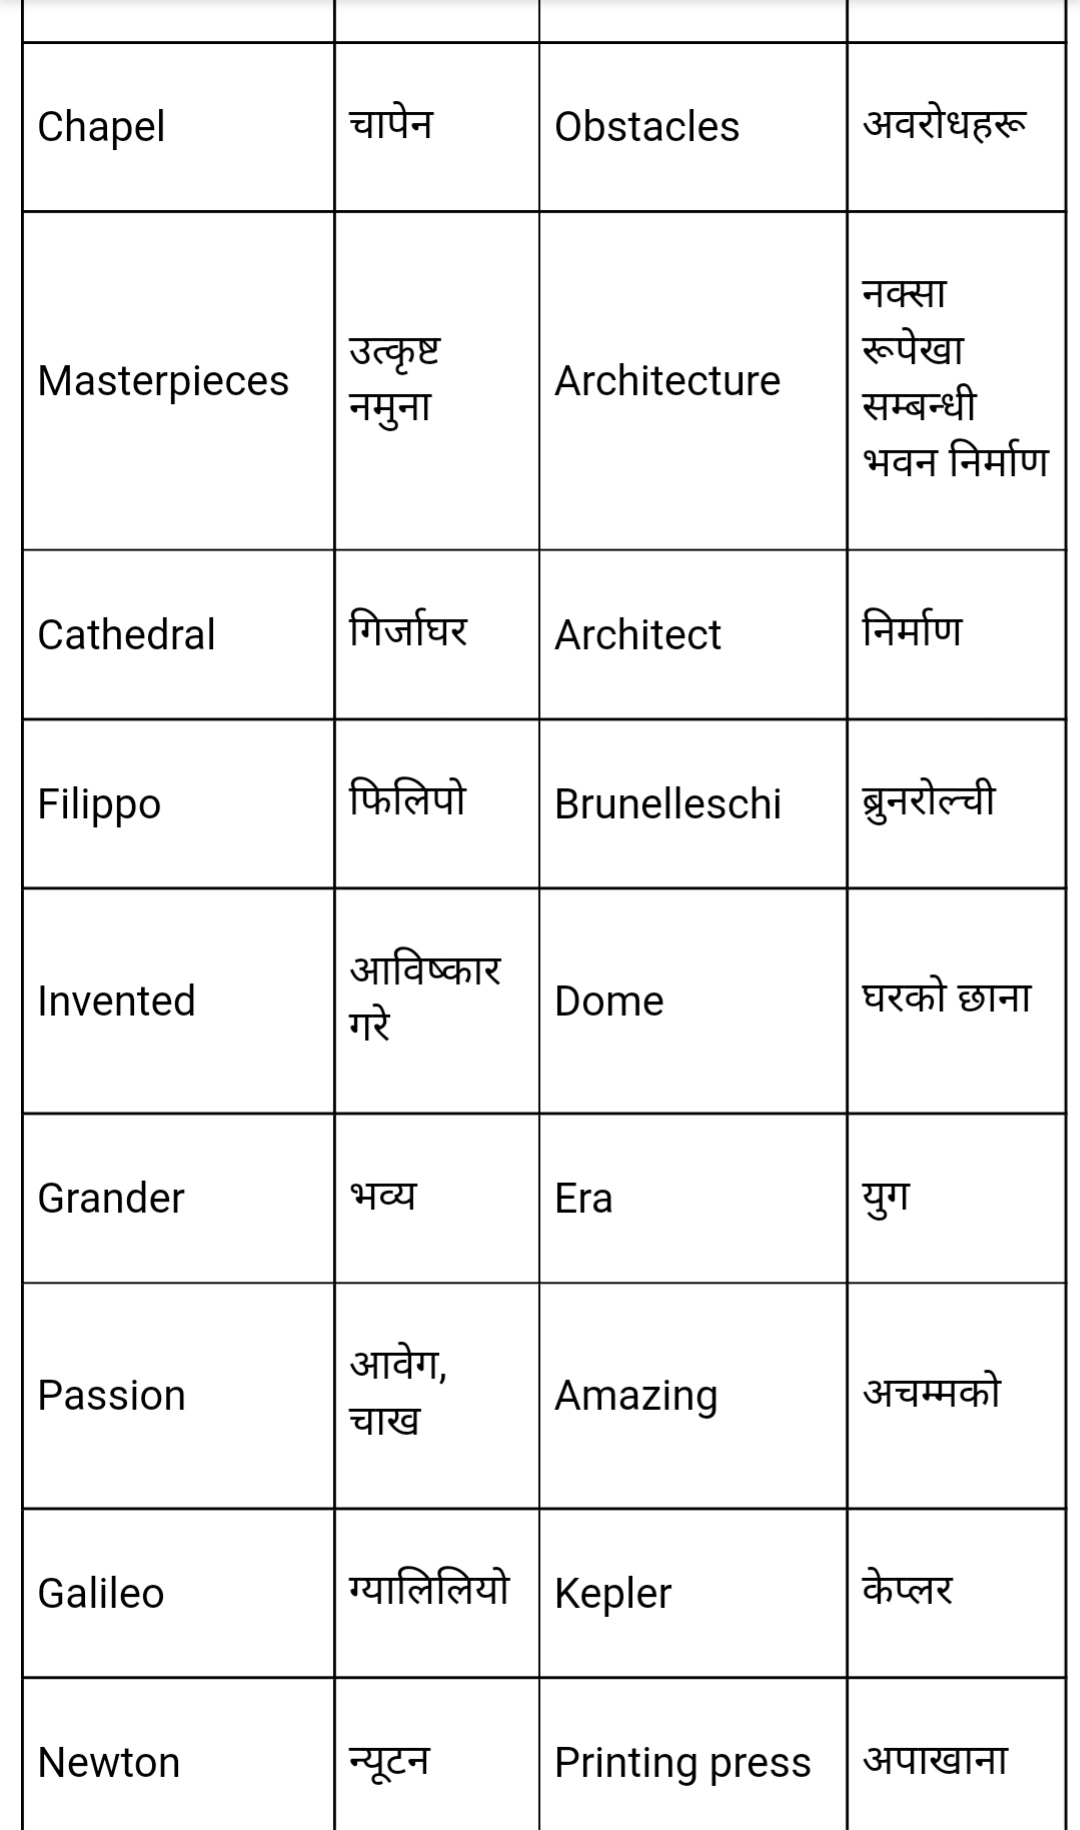 Chapel चापेन Obstacles अवरोधहरू
Masterpieces उत्कृष्ट नमुना Architecture नक्सा रूपेखा सम्बन्धी भवन निर्माण
Cathedral गिर्जाघर Architect निर्माण
Filippo फिलिपो Brunelleschi ब्रुनरोल्ची
Invented आविष्कार गरे Dome घरको छाना
Grander भव्य Era युग
Passion आवेग, चाख Amazing अचम्मको
Galileo ग्यालिलियो Kepler केप्लर
Newton न्यूटन Printing press अपाखाना